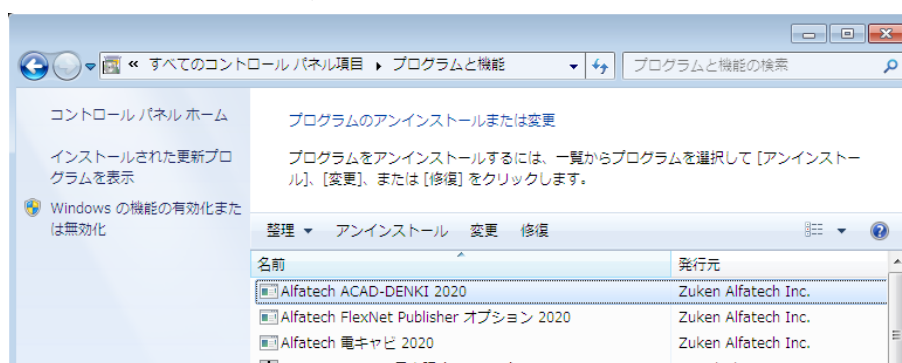 « すべてのコントロール パネル項目 ▸ プログラムと機能
プログラムと機能の検索
コントロール パネル ホーム
インストールされた更新プロ
グラムを表示
Windows の機能の有効化また
は無効化
プログラムのアンインストールまたは変更
プログラムをアンインストールするには、一覧からプログラムを選択して [アンインストー
ル]、[変更]、または [修復] をクリックします。
整理 ▼ アンインストール 変更 修復
名前 発行元
Alfatech ACAD-DENKI 2020 Zuken Alfatech Inc.
Alfatech FlexNet Publisher オプション 2020 Zuken Alfatech Inc.
Alfatech 電キャビ 2020 Zuken Alfatech Inc.